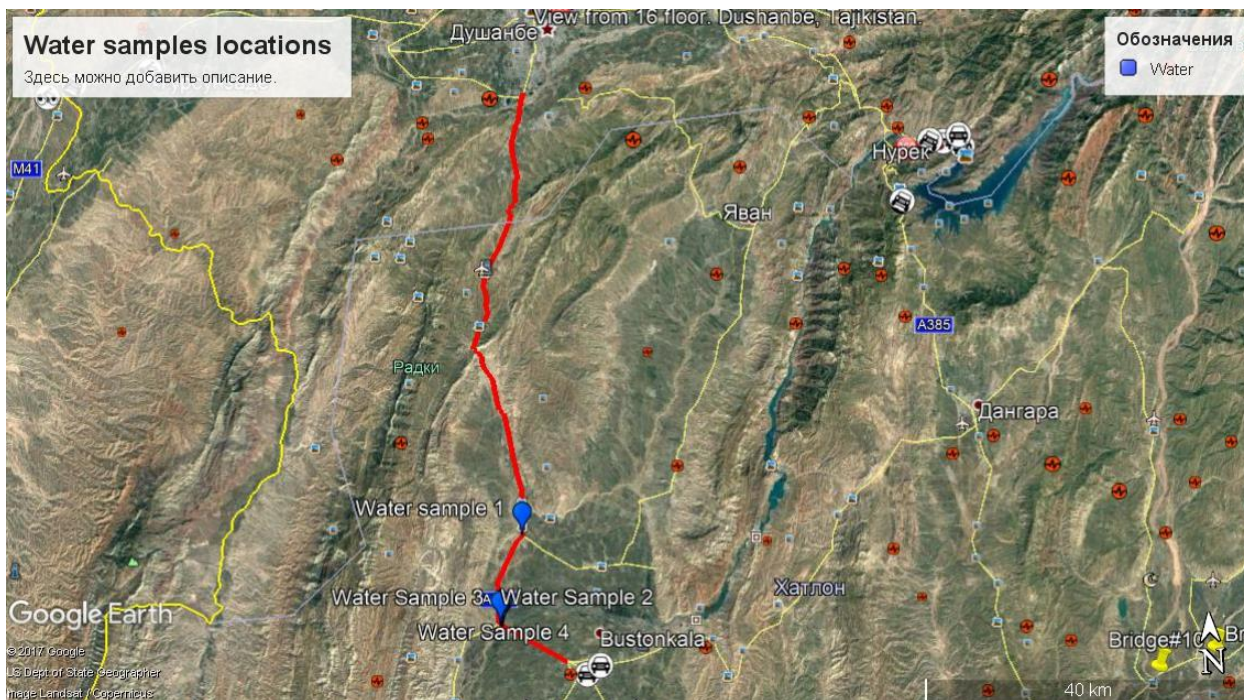 View from 16 floor. Dushanbe, Tajikistan.
Water samples locations
Здесь можно добавить описание.
Душанбе
Обозначения
Water
M41
Нурек
Яван
A385
Радки
Дангара
Water sample 1
Water Sample 3
Water Sample 2
Water Sample 4
Хатлон
Bustonkala
Bridge#10
Br
N
Google Earth
© 2017 Google
US Dept of State Geographer
Image Landsat / Copernicus
40 km